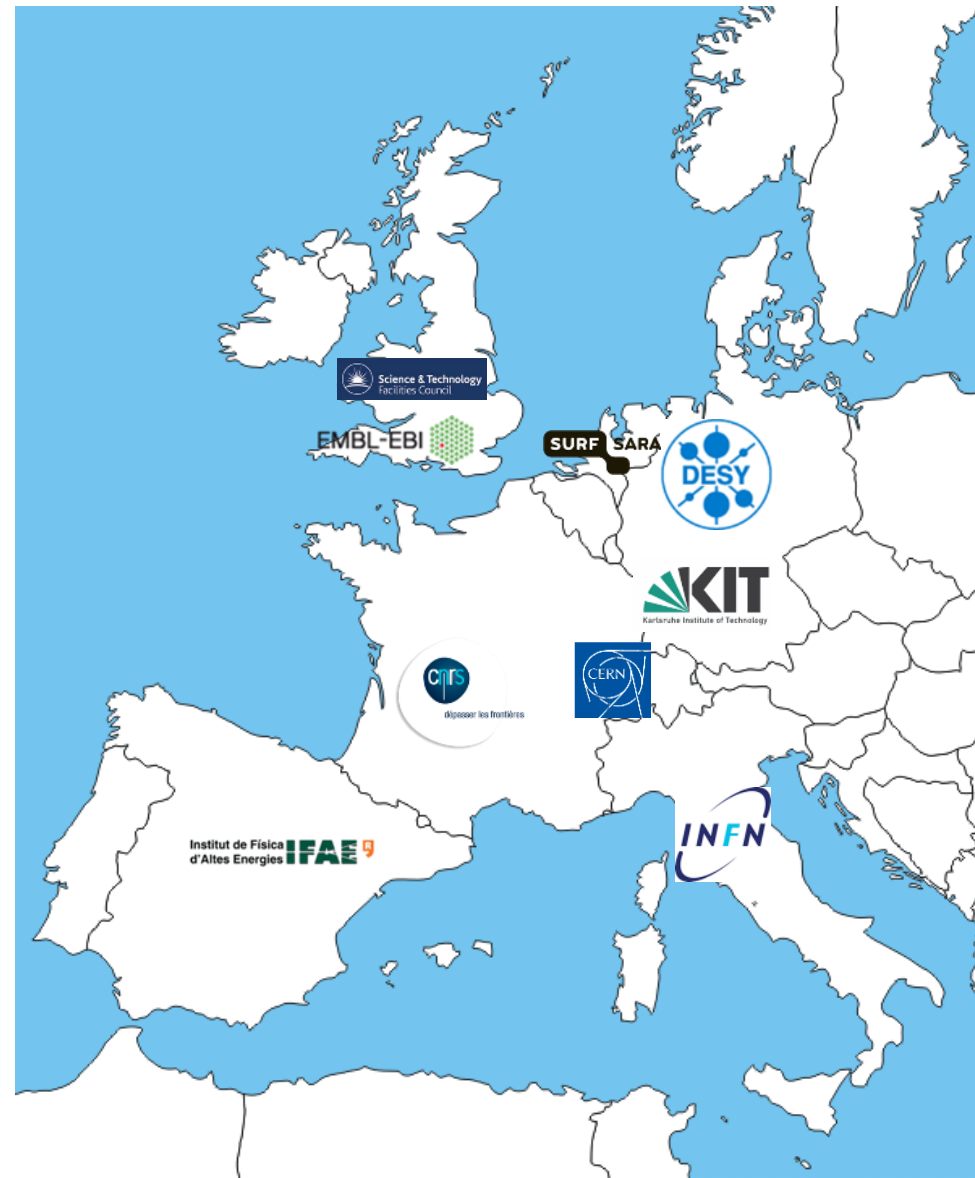 Science & Technology
Facilities Council
EMBL-EBI
SURF SARA
DESY
KIT
Karlsruhe Institute of Technology
CERN
cnrs
dépasser les frontières
INFN
Institut de Física
d'Altes Energies
IFAE